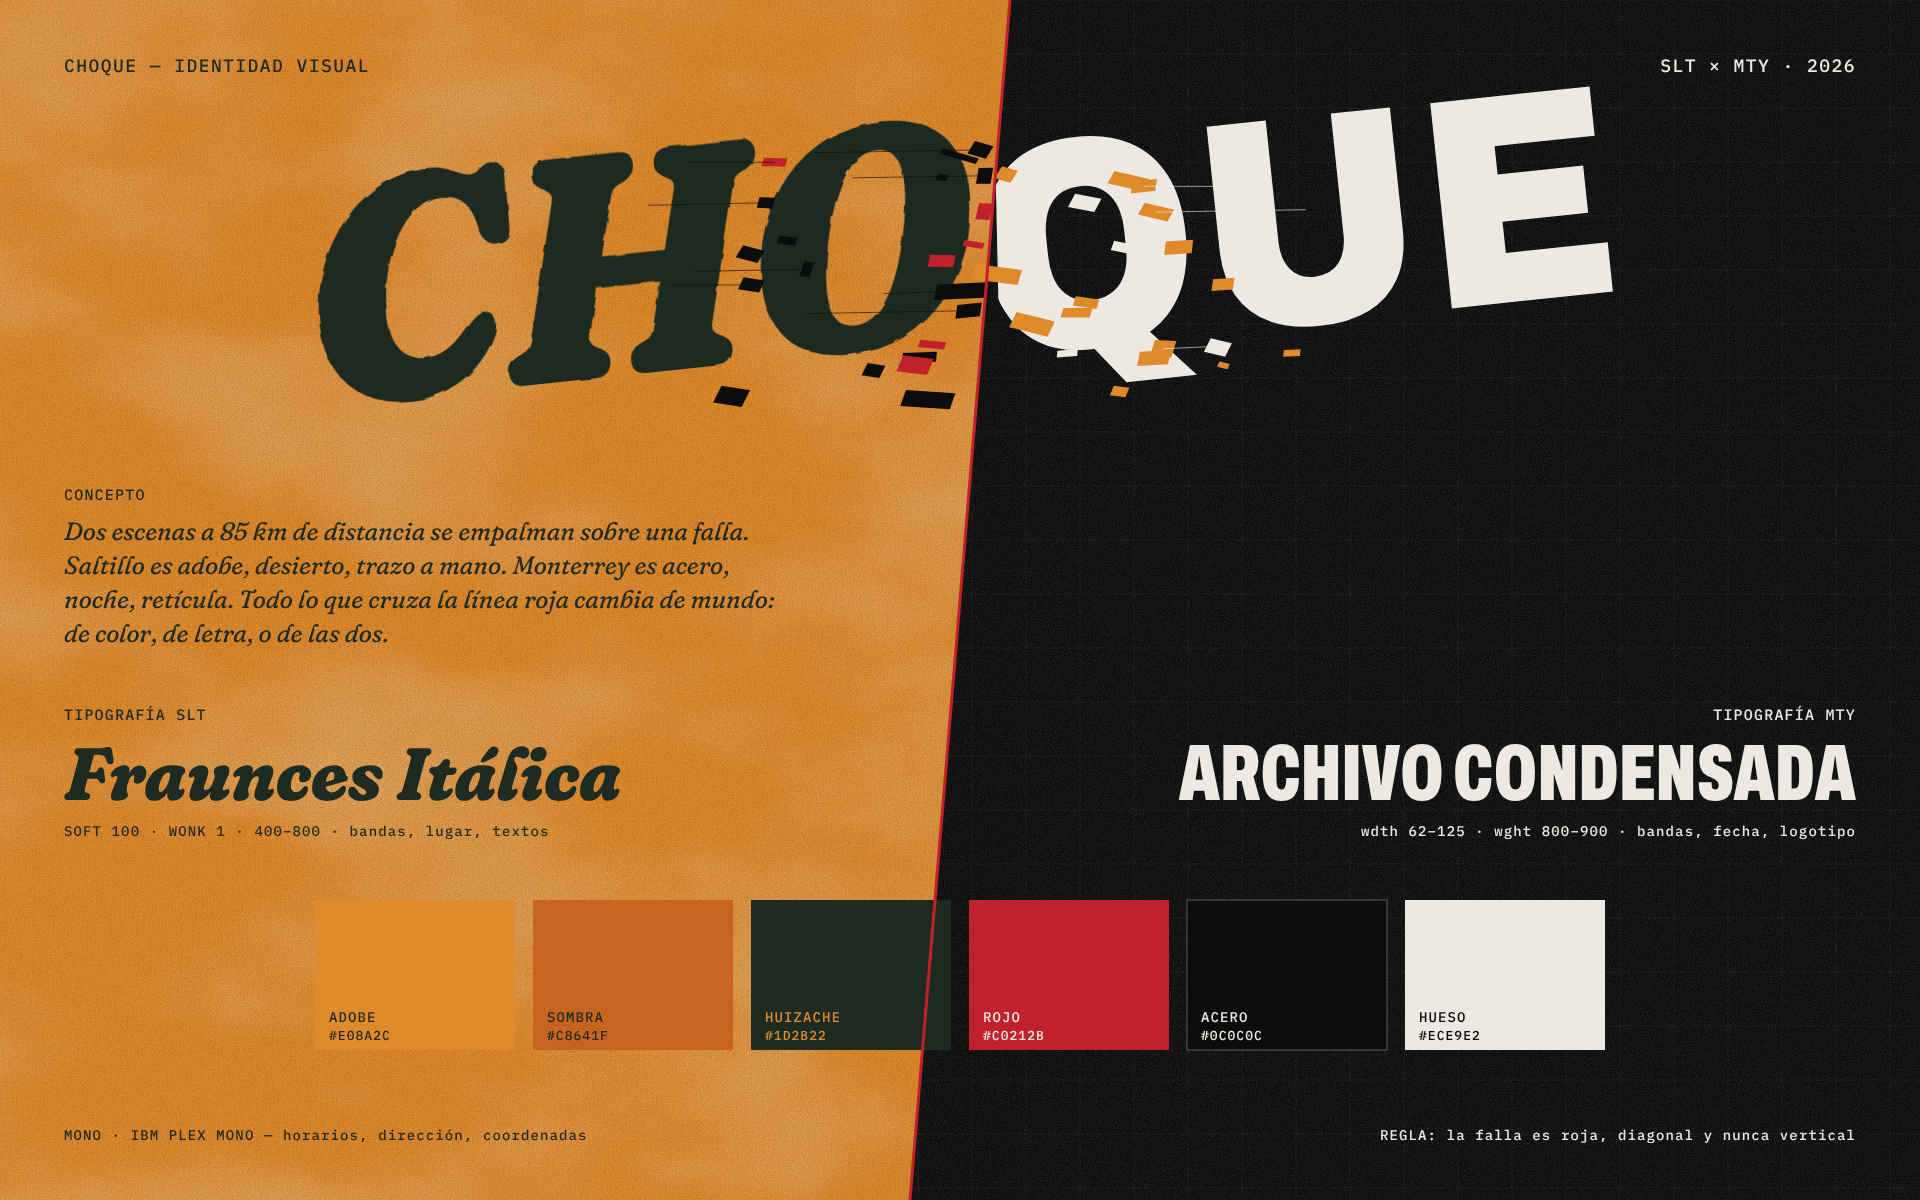 CHOQUE — IDENTIDAD VISUAL
SLT × MTY · 2026
CHOQUE
CONCEPTO
Dos escenas a 85 km de distancia se empalman sobre una falla.
Saltillo es adobe, desierto, trazo a mano. Monterrey es acero,
noche, retícula. Todo lo que cruza la línea roja cambia de mundo:
de color, de letra, o de las dos.
TIPOGRAFÍA SLT
Fraunces Itálica
SOFT 100 · WONK 1 · 400–800 · bandas, lugar, textos
TIPOGRAFÍA MTY
ARCHIVO CONDENSADA
wdth 62–125 · wght 800–900 · bandas, fecha, logotipo
ADOBE
#E08A2C
SOMBRA
#C8641F
HUIZACHE
#1D2B22
ROJO
#C0212B
ACERO
#0C0C0C
HUESO
#ECE9E2
MONO · IBM PLEX MONO — horarios, dirección, coordenadas
REGLA: la falla es roja, diagonal y nunca vertical